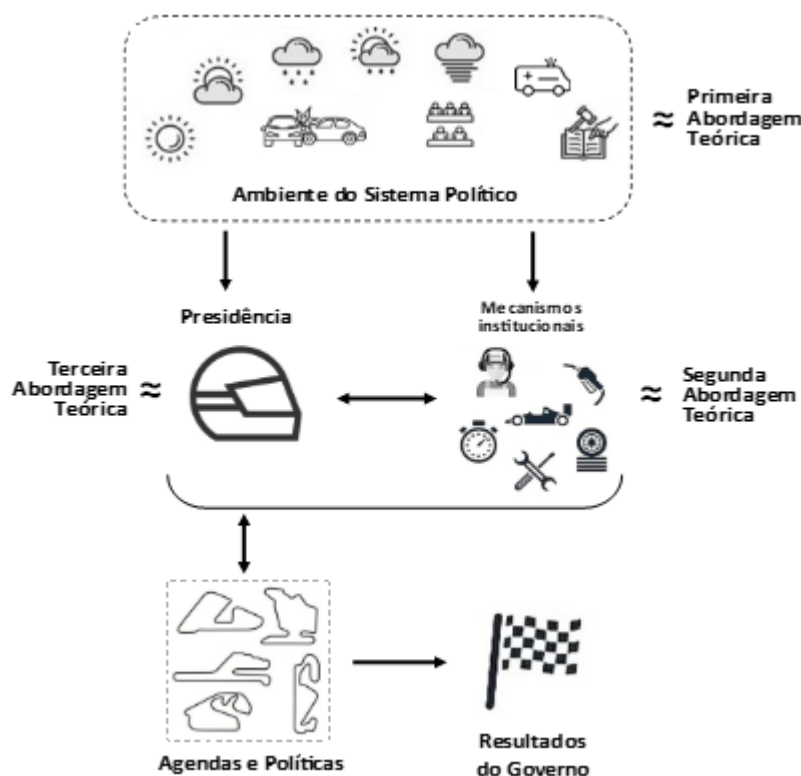 ≈
Primeira
Abordagem
Teórica
Ambiente do Sistema Político
Presidência
Mecanismos
institucionais
Terceira
Abordagem
Teórica
≈
≈
Segunda
Abordagem
Teórica
Agendas e Políticas
Resultados
do Governo